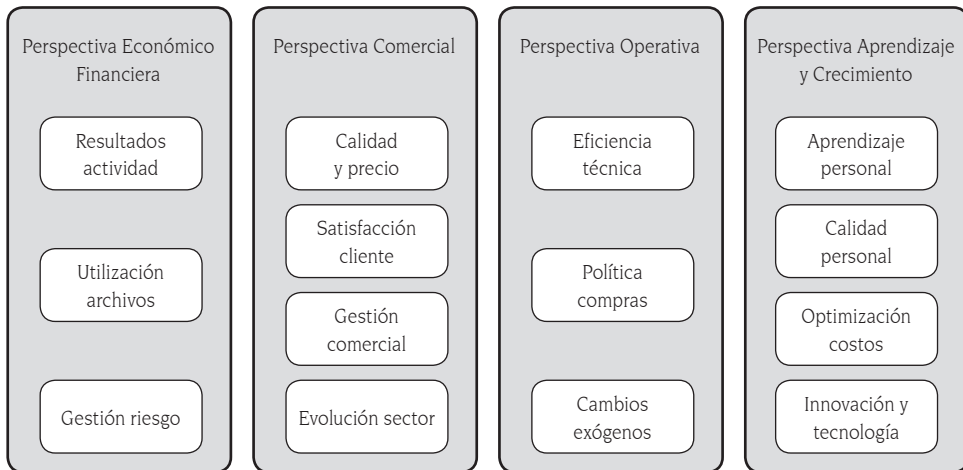 Perspectiva Económico
Financiera
Resultados
actividad
Utilización
archivos
Gestión riesgo
Perspectiva Comercial
Calidad
y precio
Satisfacción
cliente
Gestión
comercial
Evolución sector
Perspectiva Operativa
Eficiencia
técnica
Política
compras
Cambios
exógenos
Perspectiva Aprendizaje
y Crecimiento
Aprendizaje
personal
Calidad
personal
Optimización
costos
Innovación y
tecnología